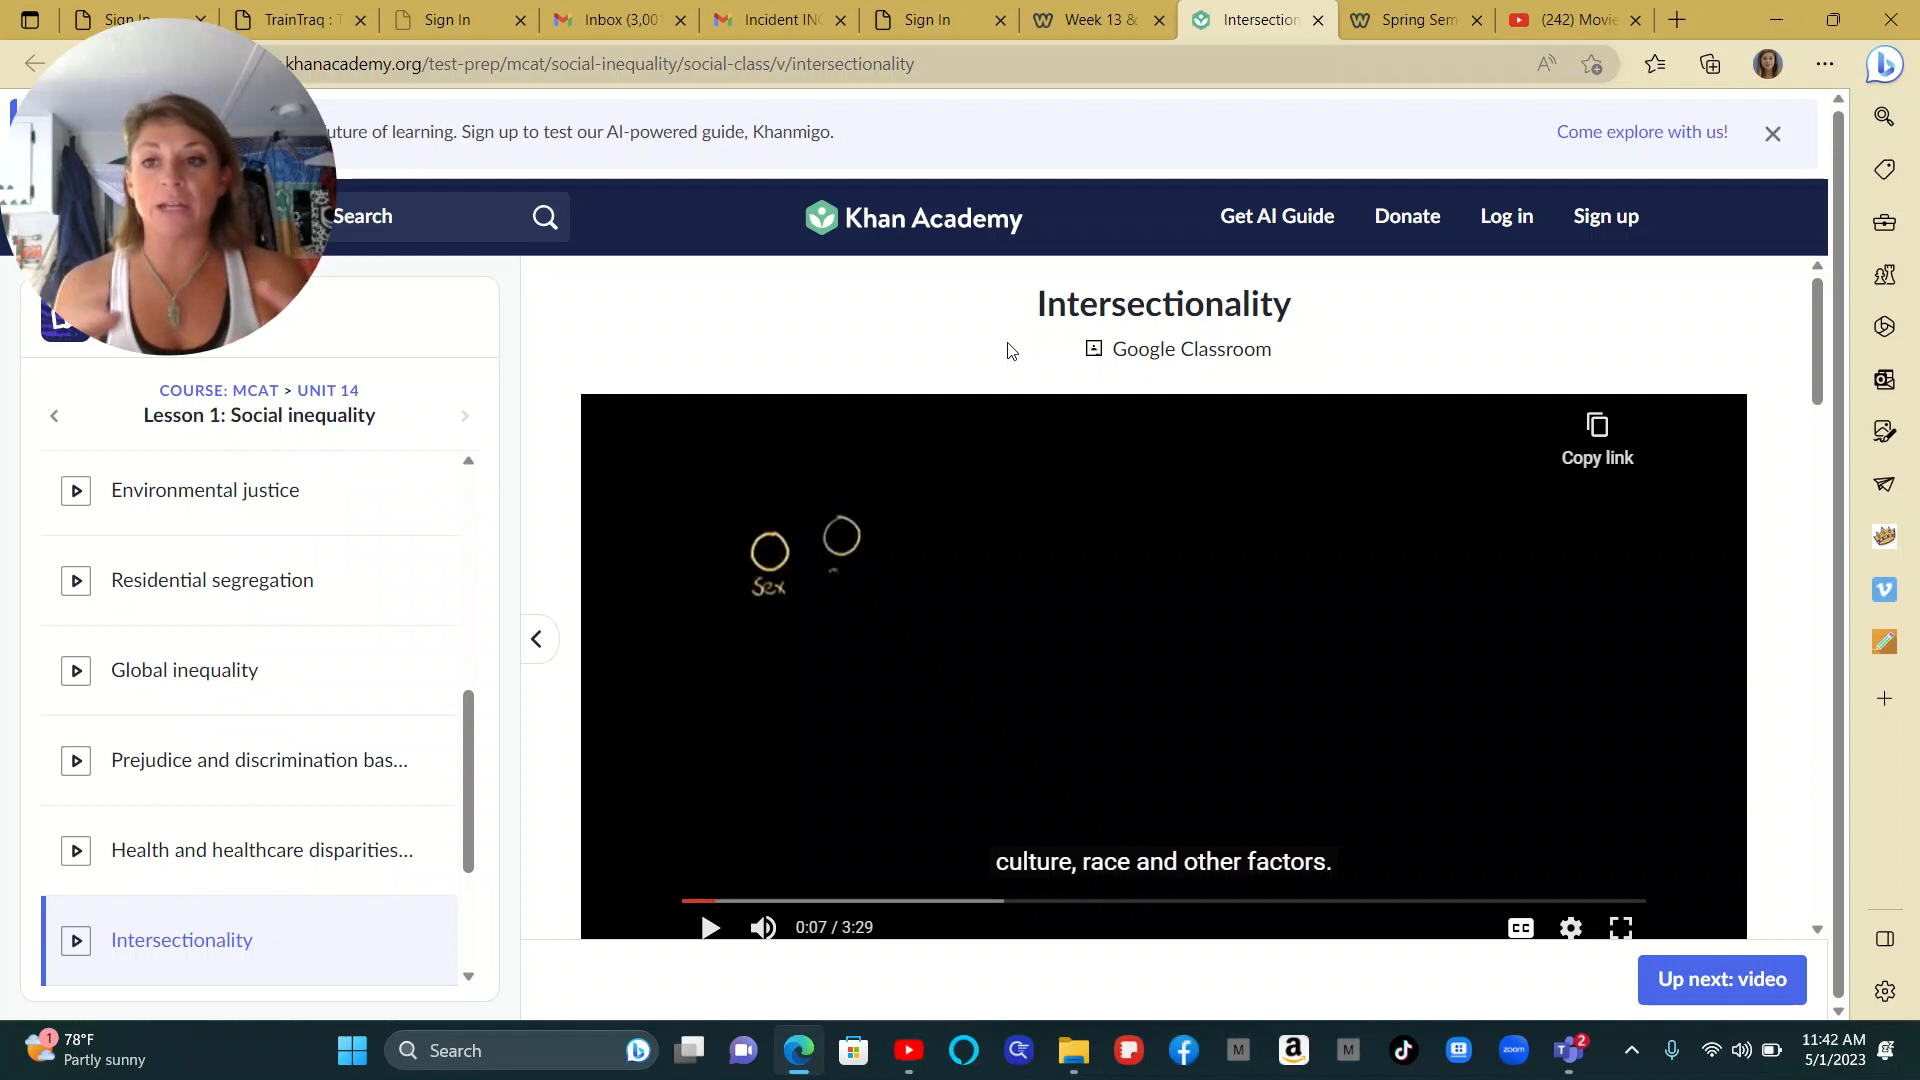 Sign In
TrainTraq : T
Sign In
Inbox (3,00
Incident IN
Sign In
Week 13 &
Intersection
Spring Sem
(242) Movie
khanacademy.org/test-prep/mcat/social-inequality/social-class/v/intersectionality
uture of learning. Sign up to test our AI-powered guide, Khanmigo.
Come explore with us!
Search
Khan Academy
Get AI Guide
Donate
Log in
Sign up
COURSE: MCAT > UNIT 14
Lesson 1: Social inequality
Environmental justice
Residential segregation
Global inequality
Prejudice and discrimination bas...
Health and healthcare disparities...
Intersectionality
Intersectionality
Google Classroom
Copy link
Sex
culture, race and other factors.
0:07 / 3:29
CC
Up next: video
1
78°F
Partly sunny
Search
M
a
M
zoom
2
11:42 AM
5/1/2023